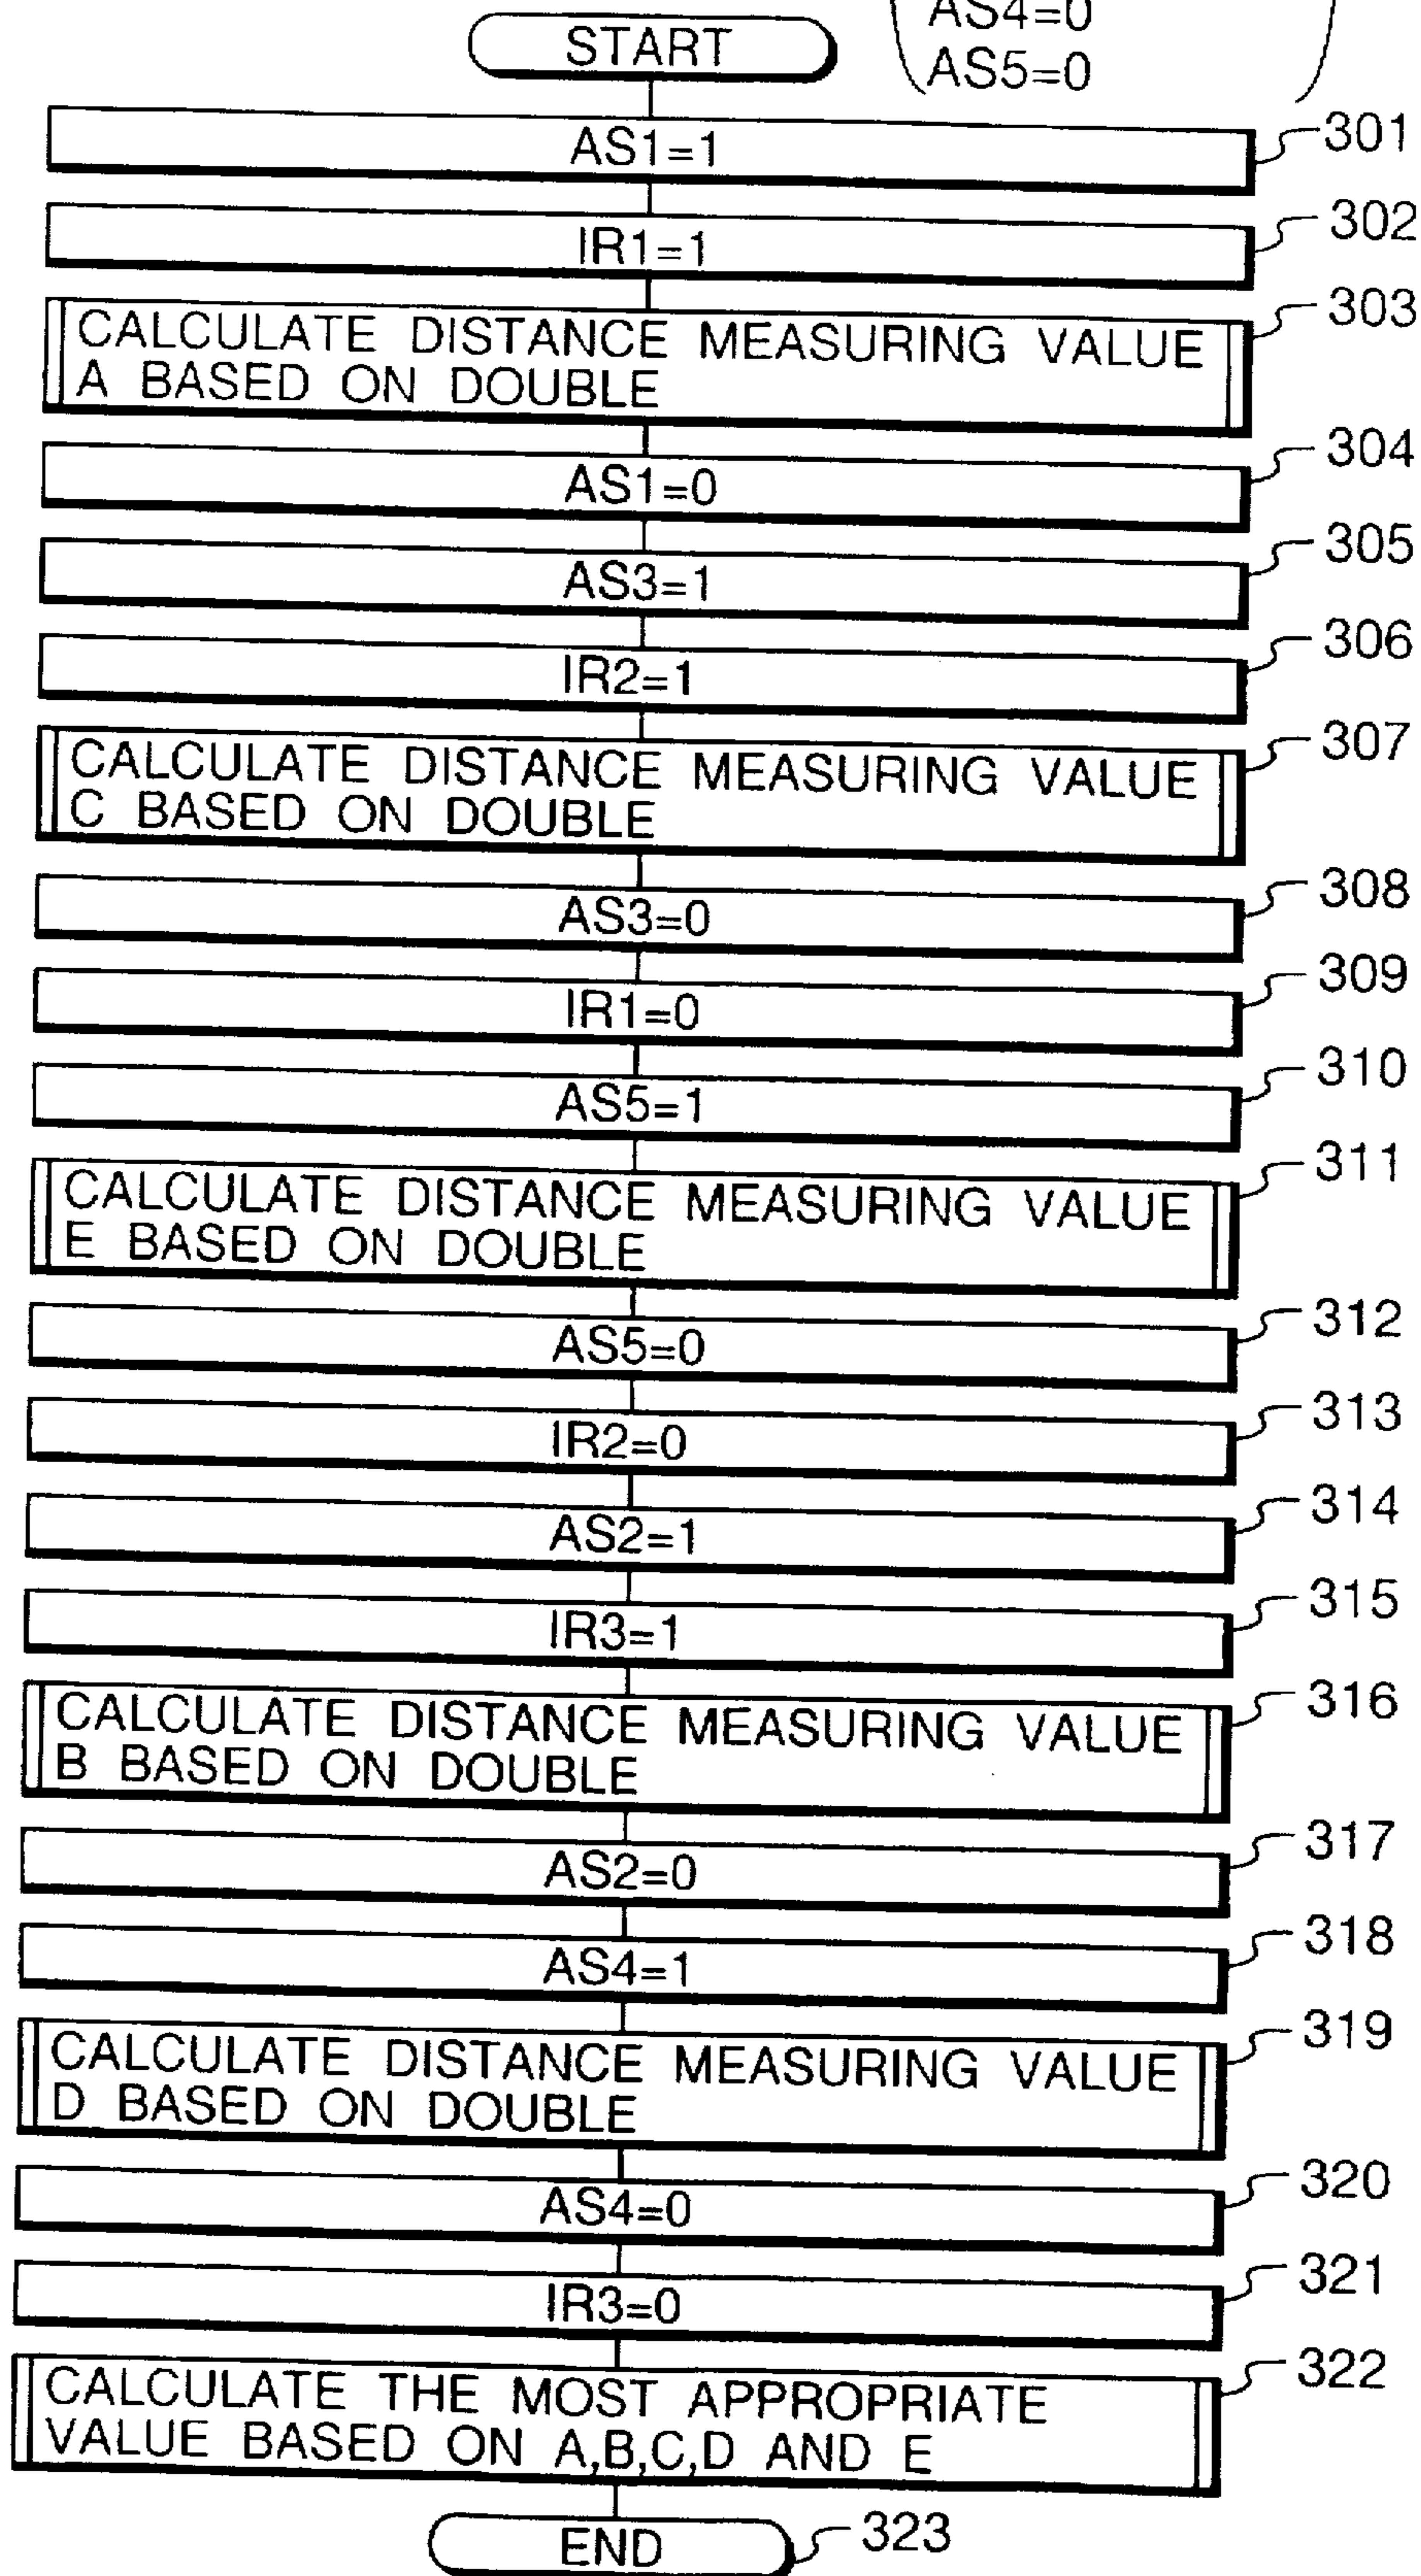 AS4=0
START
AS5=0
AS1=1
301
IR1=1
302
CALCULATE DISTANCE MEASURING VALUE
A BASED ON DOUBLE
303
AS1=0
304
AS3=1
305
IR2=1
306
CALCULATE DISTANCE MEASURING VALUE
C BASED ON DOUBLE
307
AS3=0
308
IR1=0
309
AS5=1
310
CALCULATE DISTANCE MEASURING VALUE
E BASED ON DOUBLE
311
AS5=0
312
IR2=0
313
AS2=1
314
IR3=1
315
CALCULATE DISTANCE MEASURING VALUE
B BASED ON DOUBLE
316
AS2=0
317
AS4=1
318
CALCULATE DISTANCE MEASURING VALUE
D BASED ON DOUBLE
319
AS4=0
320
IR3=0
321
CALCULATE THE MOST APPROPRIATE
VALUE BASED ON A,B,C,D AND E
322
END
323